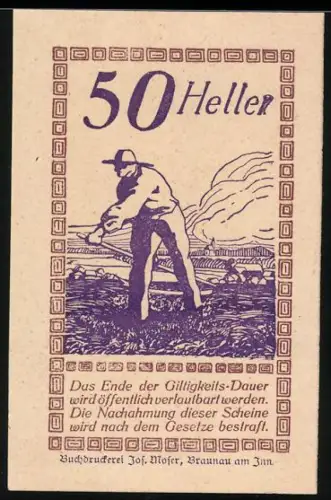 50 Heller
Das Ende der Giltigkeits-Dauer
wird öffentlich verlautbart werden.
Die Nachahmung dieser Scheine
wird nach dem Gesetze bestraft.
Buchdruckerei Jos. Moser, Braunau am Inn